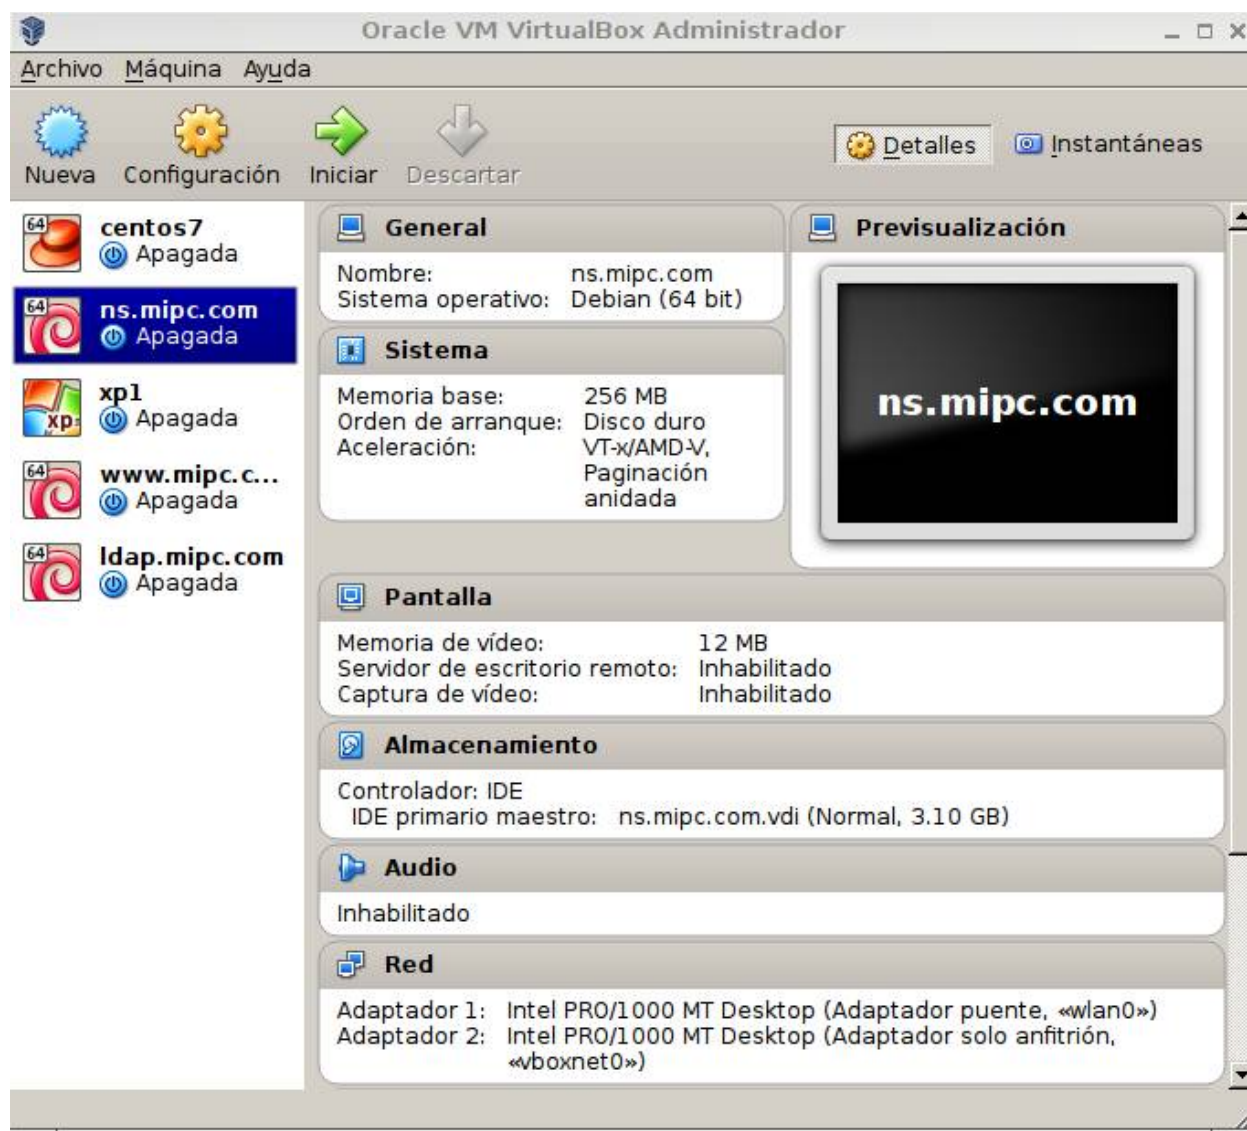 Oracle VM VirtualBox Administrador
Archivo Máquina Ayuda
Nueva Configuración Iniciar Descartar
Detalles Instantáneas
64 centos7
Apagada
64 ns.mipc.com
Apagada
xp xp1
Apagada
64 www.mipc.c...
Apagada
64 ldap.mipc.com
Apagada
General
Nombre: ns.mipc.com
Sistema operativo: Debian (64 bit)
Sistema
Memoria base: 256 MB
Orden de arranque: Disco duro
Aceleración: VT-x/AMD-V,
Paginación
anidada
Previsualización
ns.mipc.com
Pantalla
Memoria de vídeo: 12 MB
Servidor de escritorio remoto: Inhabilitado
Captura de vídeo: Inhabilitado
Almacenamiento
Controlador: IDE
IDE primario maestro: ns.mipc.com.vdi (Normal, 3.10 GB)
Audio
Inhabilitado
Red
Adaptador 1: Intel PRO/1000 MT Desktop (Adaptador puente, «wlan0»)
Adaptador 2: Intel PRO/1000 MT Desktop (Adaptador solo anfitrión,
«vboxnet0»)